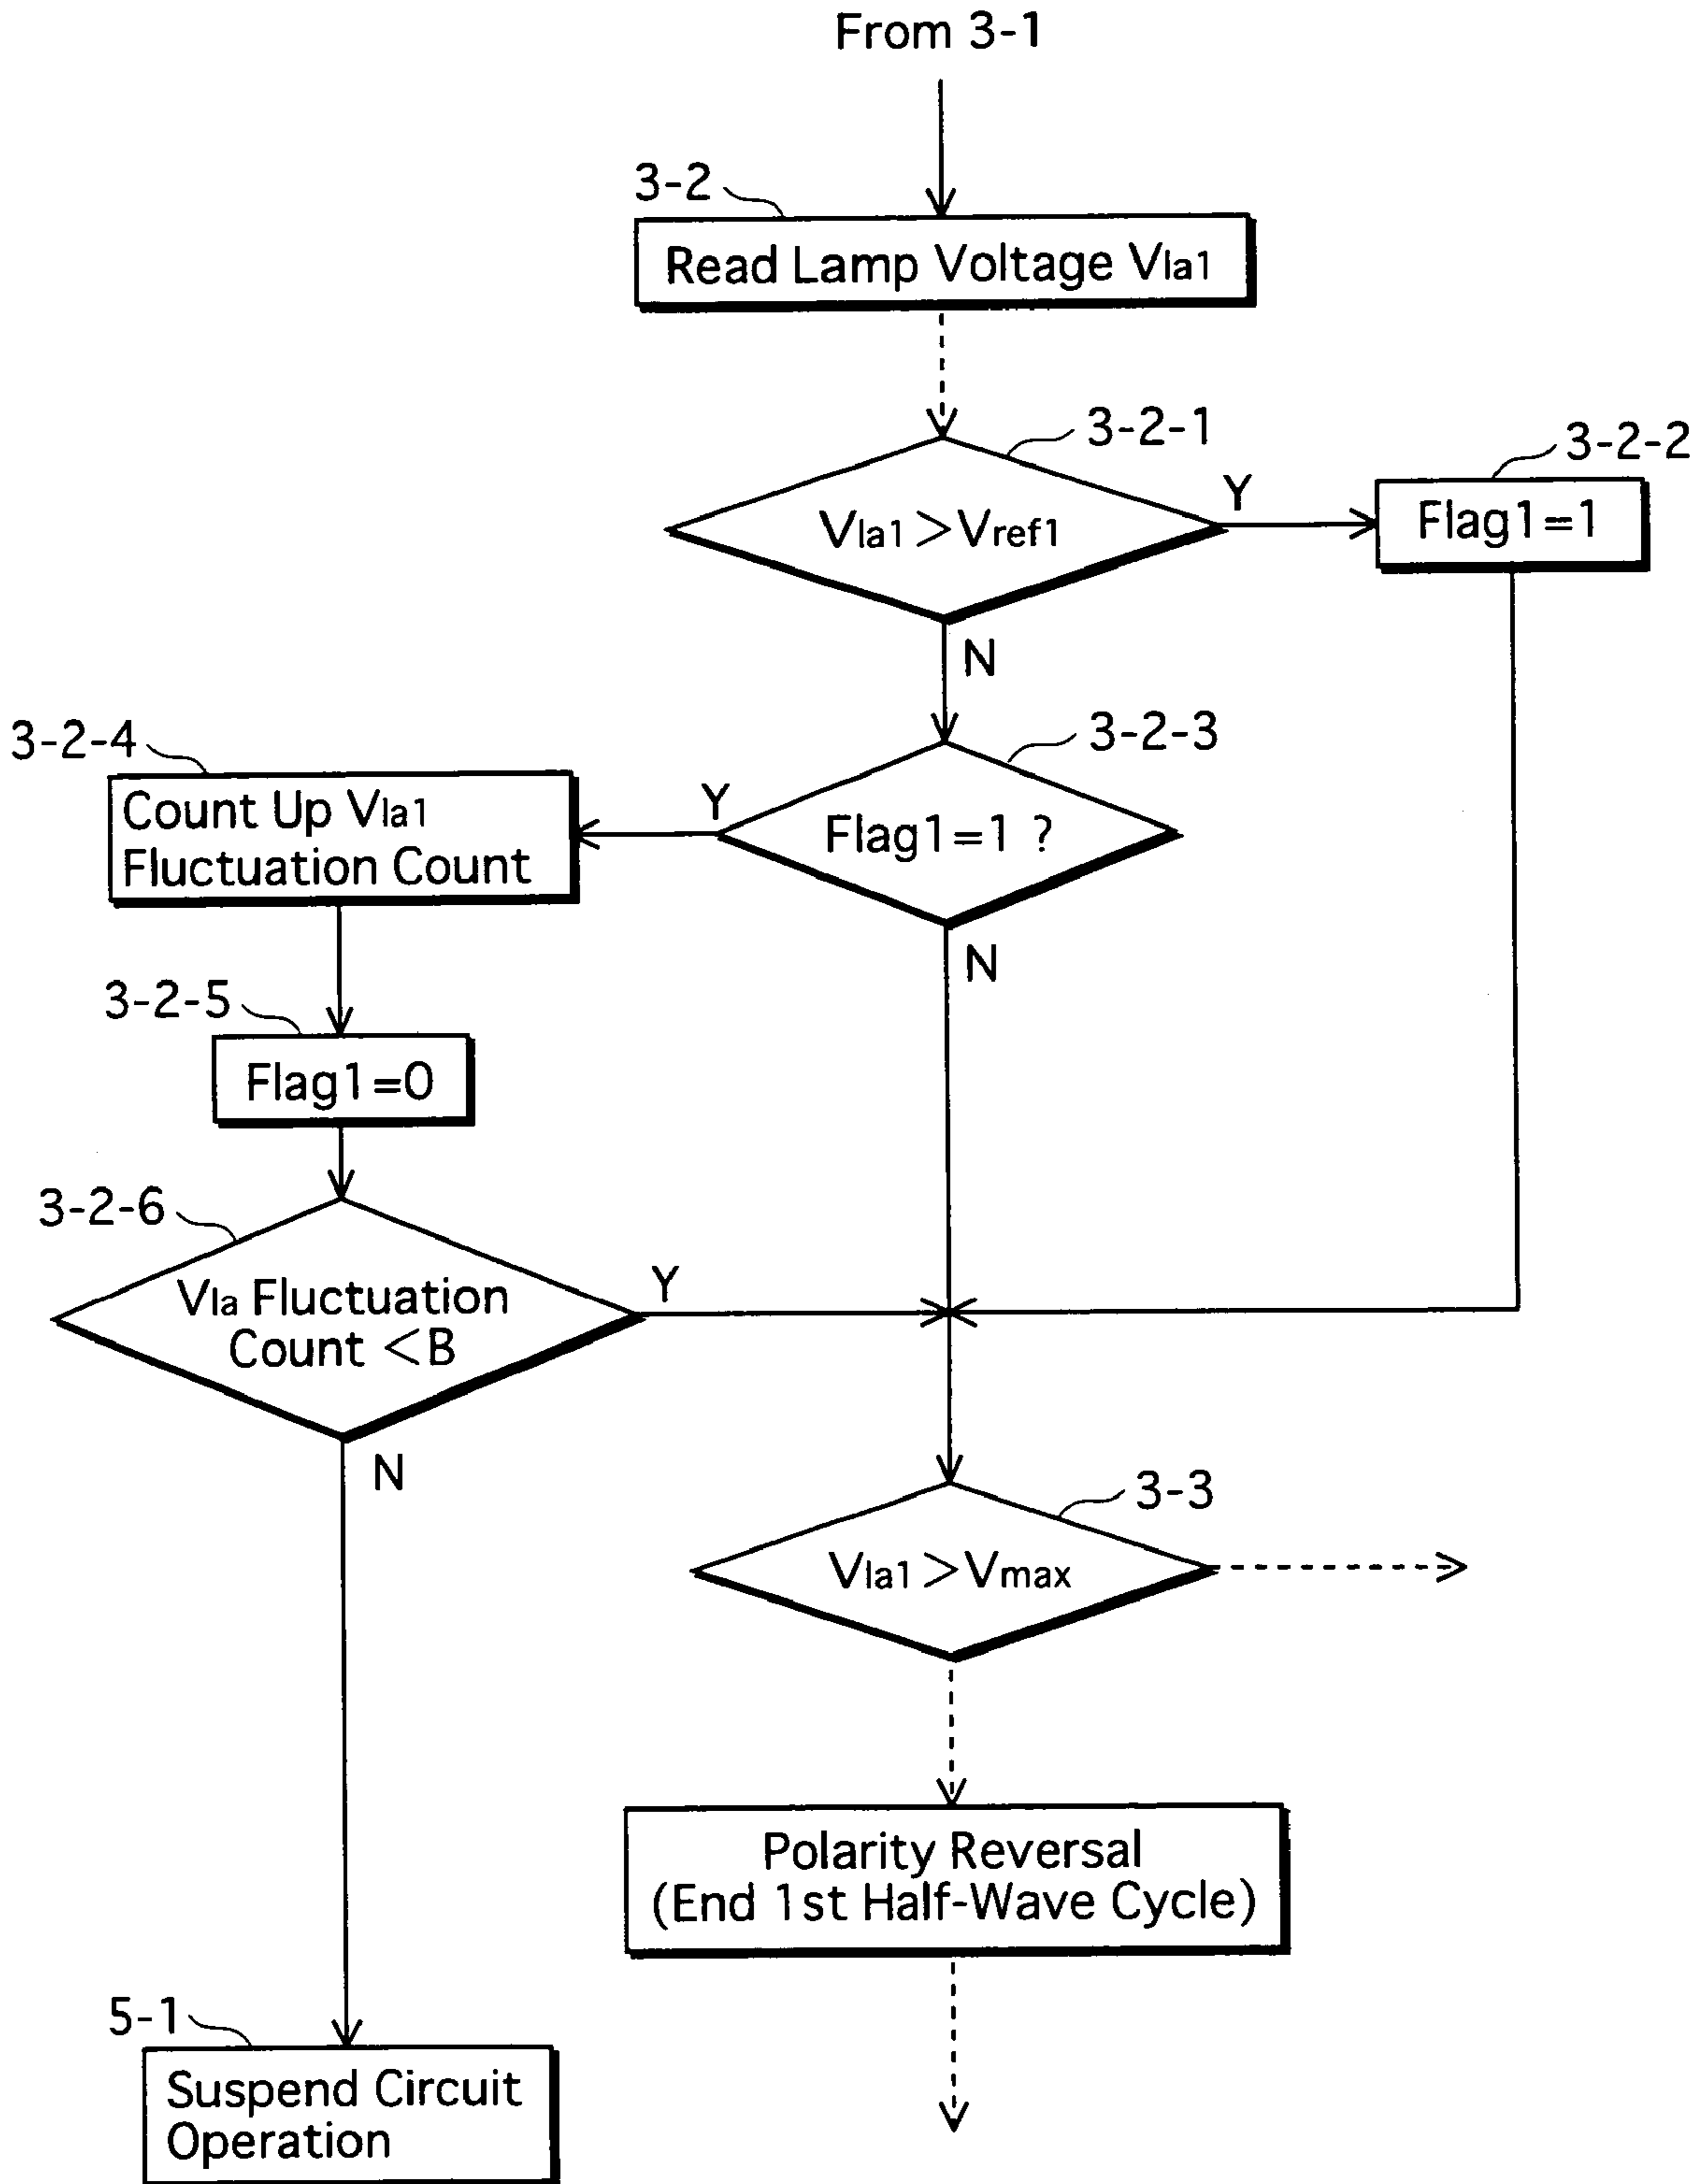 From 3-1
3-2
Read Lamp Voltage Vla1
3-2-1
3-2-2
Vla1>Vref1
Y
Flag1=1
N
3-2-3
3-2-4
Count Up Vla1
Fluctuation Count
Y
Flag1=1 ?
N
3-2-5
Flag1=0
3-2-6
Vla Fluctuation
Count <B
Y
N
3-3
Vla1>Vmax
Polarity Reversal
(End 1st Half-Wave Cycle)
5-1
Suspend Circuit
Operation